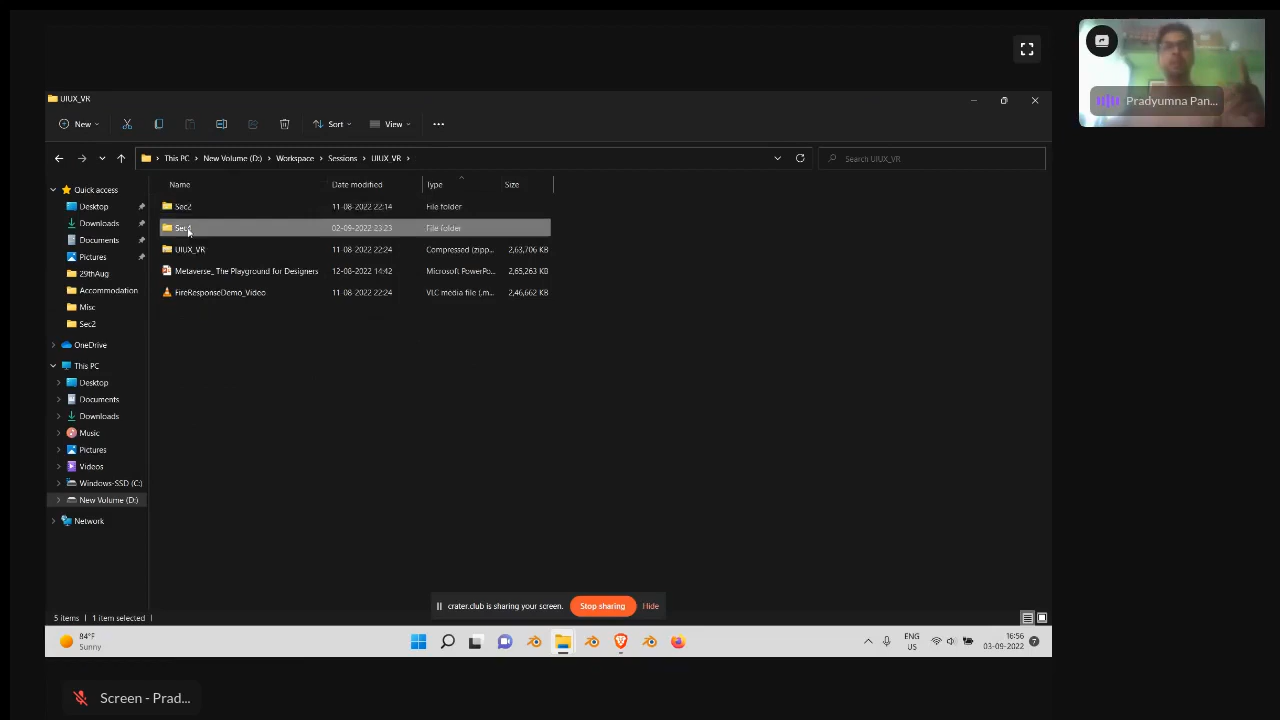 UIUX_VR
New
Sort
View
This PC
New Volume (D:)
Workspace
Sessions
UIUX_VR
Search UIUX_VR
Pradyumna Pan...
Quick access
Desktop
Downloads
Documents
Pictures
29thAug
Accommodation
Misc
Sec2
OneDrive
This PC
Desktop
Documents
Downloads
Music
Pictures
Videos
Windows-SSD (C:)
New Volume (D:)
Network
Name Date modified Type Size
Sec2 11-08-2022 22:14 File folder
02-09-2022 23:23 File folder
UIUX_VR 11-08-2022 22:24 Compressed (zipp... 2,63,706 KB
Metaverse_ The Playground for Designers 12-08-2022 14:42 Microsoft PowerPo... 2,65,263 KB
FireResponseDemo_Video 11-08-2022 22:24 VLC media file (.m... 2,46,662 KB
crater.club is sharing your screen. Stop sharing Hide
5 items 1 item selected
84°F
Sunny
ENG
US
16:56
03-09-2022
7
Screen - Prad...